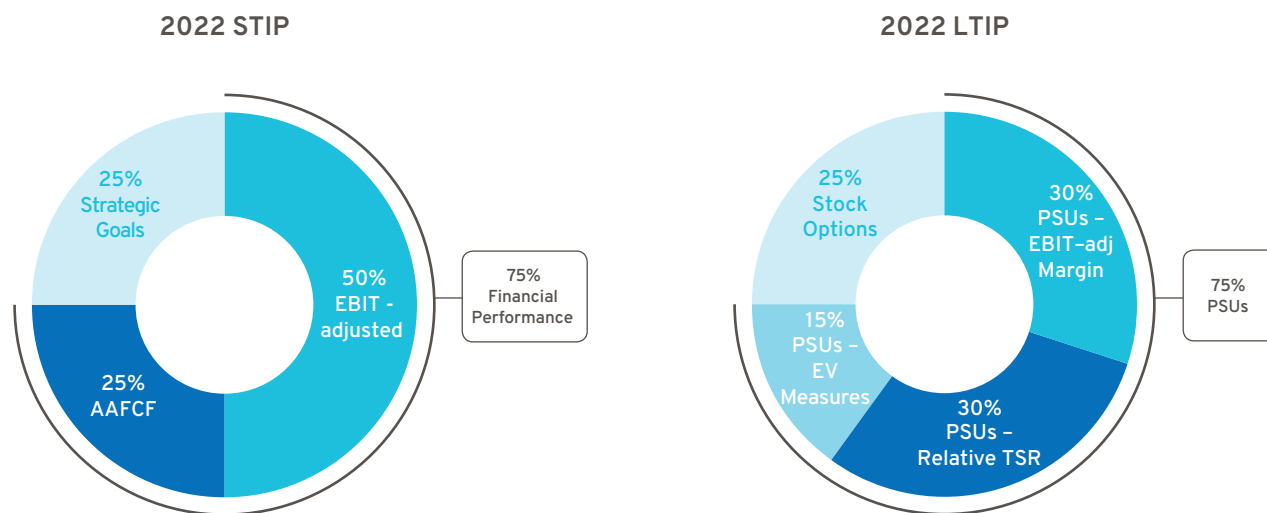 2022 STIP
25%
Strategic
Goals
50%
EBIT -
adjusted
25%
AAFCF
75%
Financial
Performance
2022 LTIP
25%
Stock
Options
30%
PSUs –
EBIT–adj
Margin
15%
PSUs –
EV
Measures
30%
PSUs –
Relative TSR
75%
PSUs